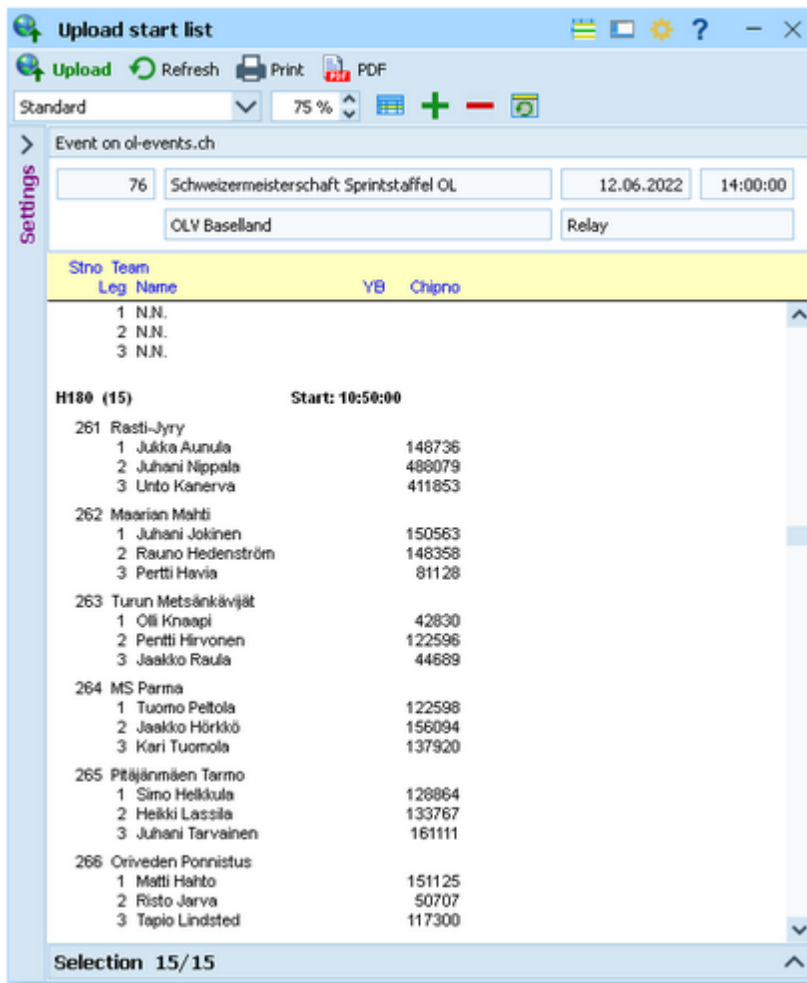 Upload start list
Upload Refresh Print PDF
Standard 75 %
Settings
Event on ol-events.ch
76 Schweizermeisterschaft Sprintstaffel OL 12.06.2022 14:00:00
OLV Baselland Relay
Stno Team
Leg Name YB Chipno
1 N.N.
2 N.N.
3 N.N.
H180 (15) Start: 10:50:00
261 Rasti-Jyry
1 Jukka Aunula 148736
2 Juhani Nippala 488079
3 Unto Kanerva 411853
262 Maarian Mahti
1 Juhani Jokinen 150563
2 Rauno Hedenström 148358
3 Pertti Havia 81128
263 Turun Metsänkävijät
1 Olli Knaapi 42830
2 Pentti Hirvonen 122596
3 Jaakko Raula 44689
264 MS Parma
1 Tuomo Peltola 122598
2 Jaakko Hörkkö 156094
3 Kari Tuomola 137920
265 Pitäjänmäen Tarmo
1 Simo Helkkula 128864
2 Heikki Lassila 133767
3 Juhani Tarvainen 161111
266 Oriveden Ponnistus
1 Matti Hahto 151125
2 Risto Jarva 50707
3 Tapio Lindsted 117300
Selection 15/15